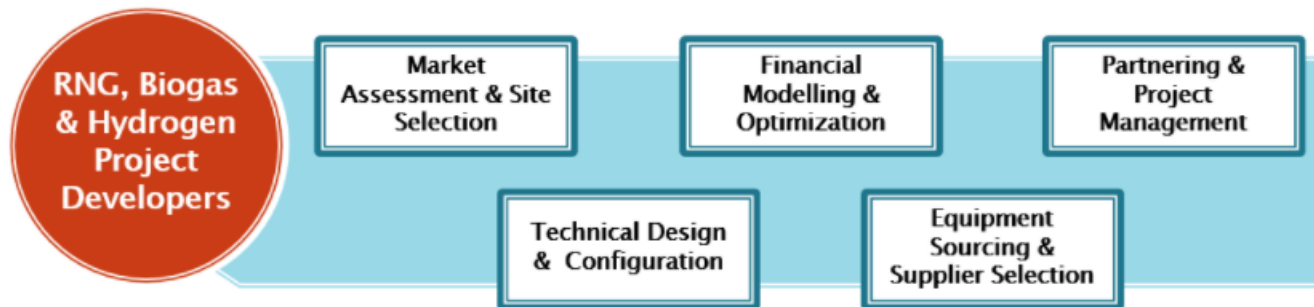 RNG, Biogas
& Hydrogen
Project
Developers
Market
Assessment & Site
Selection
Financial
Modelling &
Optimization
Partnering &
Project
Management
Technical Design
& Configuration
Equipment
Sourcing &
Supplier Selection